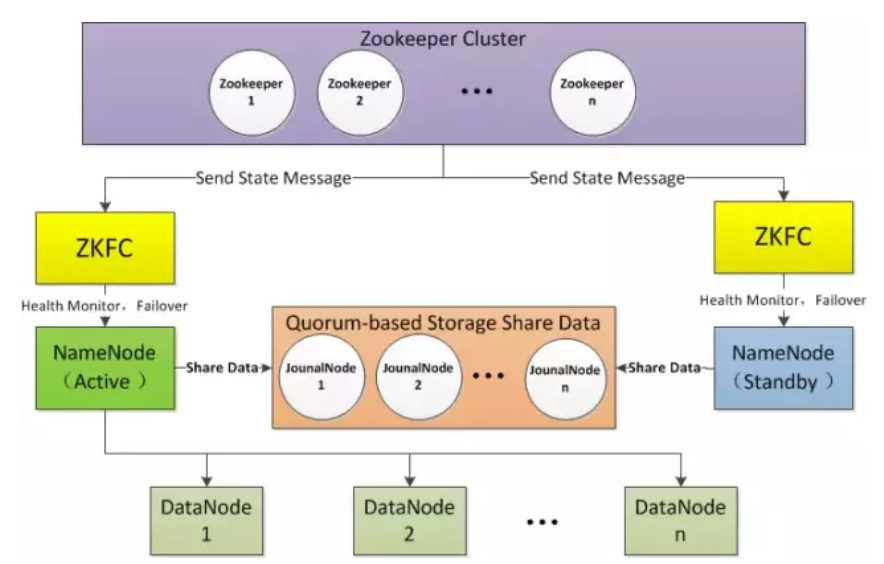 Zookeeper Cluster
Zookeeper
1
Zookeeper
2
...
Zookeeper
n
Send State Message
Send State Message
ZKFC
ZKFC
Health Monitor，Failover
Health Monitor，Failover
Quorum-based Storage Share Data
NameNode
（Active ）
Share Data
JounalNode
1
JounalNode
2
...
JounalNode
n
Share Data
NameNode
（Standby ）
DataNode
1
DataNode
2
...
DataNode
n